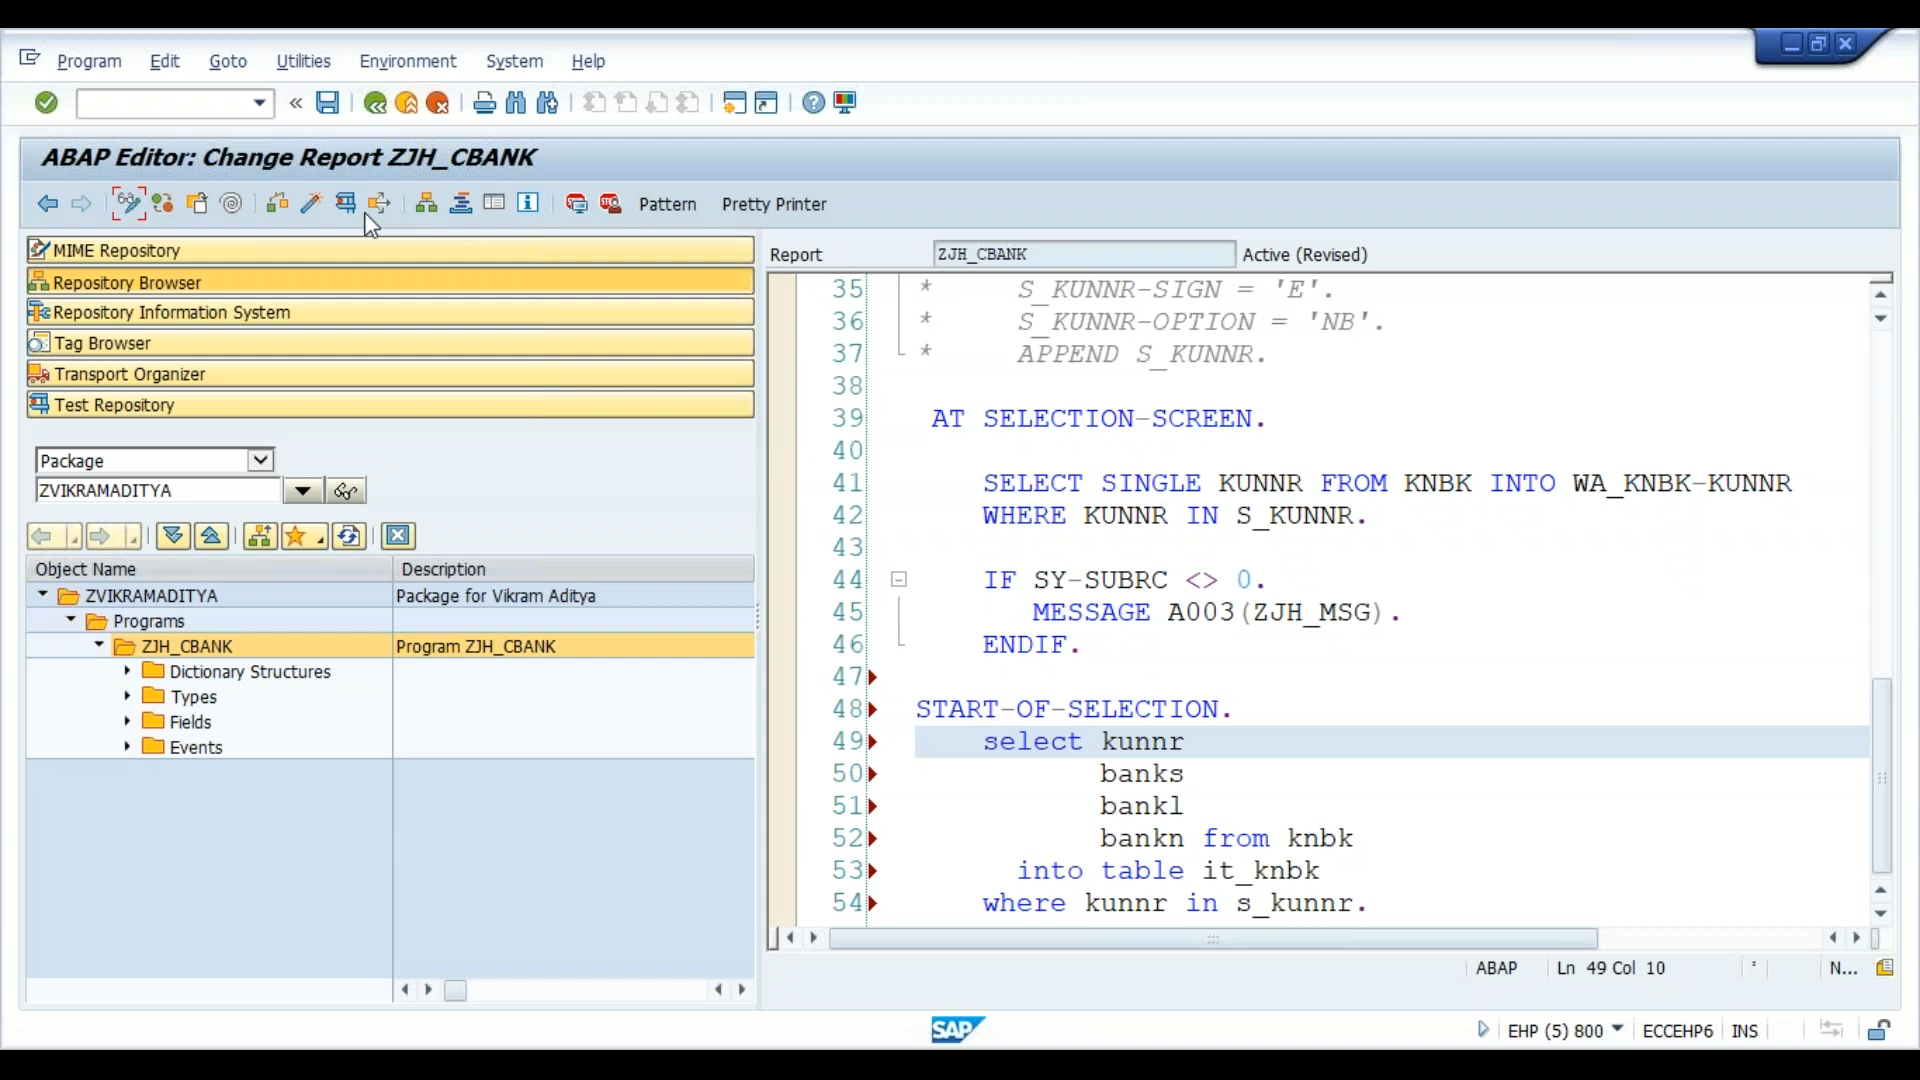 Program Edit Goto Utilities Environment System Help
ABAP Editor: Change Report ZJH_CBANK
Pattern Pretty Printer
MIME Repository
Repository Browser
Repository Information System
Tag Browser
Transport Organizer
Test Repository
Package
ZVIKRAMADITYA
Object Name Description
ZVIKRAMADITYA Package for Vikram Aditya
Programs
ZJH_CBANK Program ZJH_CBANK
Dictionary Structures
Types
Fields
Events
Report ZJH_CBANK Active (Revised)
35 * S_KUNNR-SIGN = 'E'.
36 * S_KUNNR-OPTION = 'NB'.
37 * APPEND S_KUNNR.
38
39 AT SELECTION-SCREEN.
40
41 SELECT SINGLE KUNNR FROM KNBK INTO WA_KNBK-KUNNR
42 WHERE KUNNR IN S_KUNNR.
43
44 IF SY-SUBRC <> 0.
45 MESSAGE A003(ZJH_MSG).
46 ENDIF.
47
48 START-OF-SELECTION.
49 select kunnr
50 banks
51 bankl
52 bankn from knbk
53 into table it_knbk
54 where kunnr in s_kunnr.
ABAP Ln 49 Col 10 N...
SAP EHP (5) 800 ECCEHP6 INS